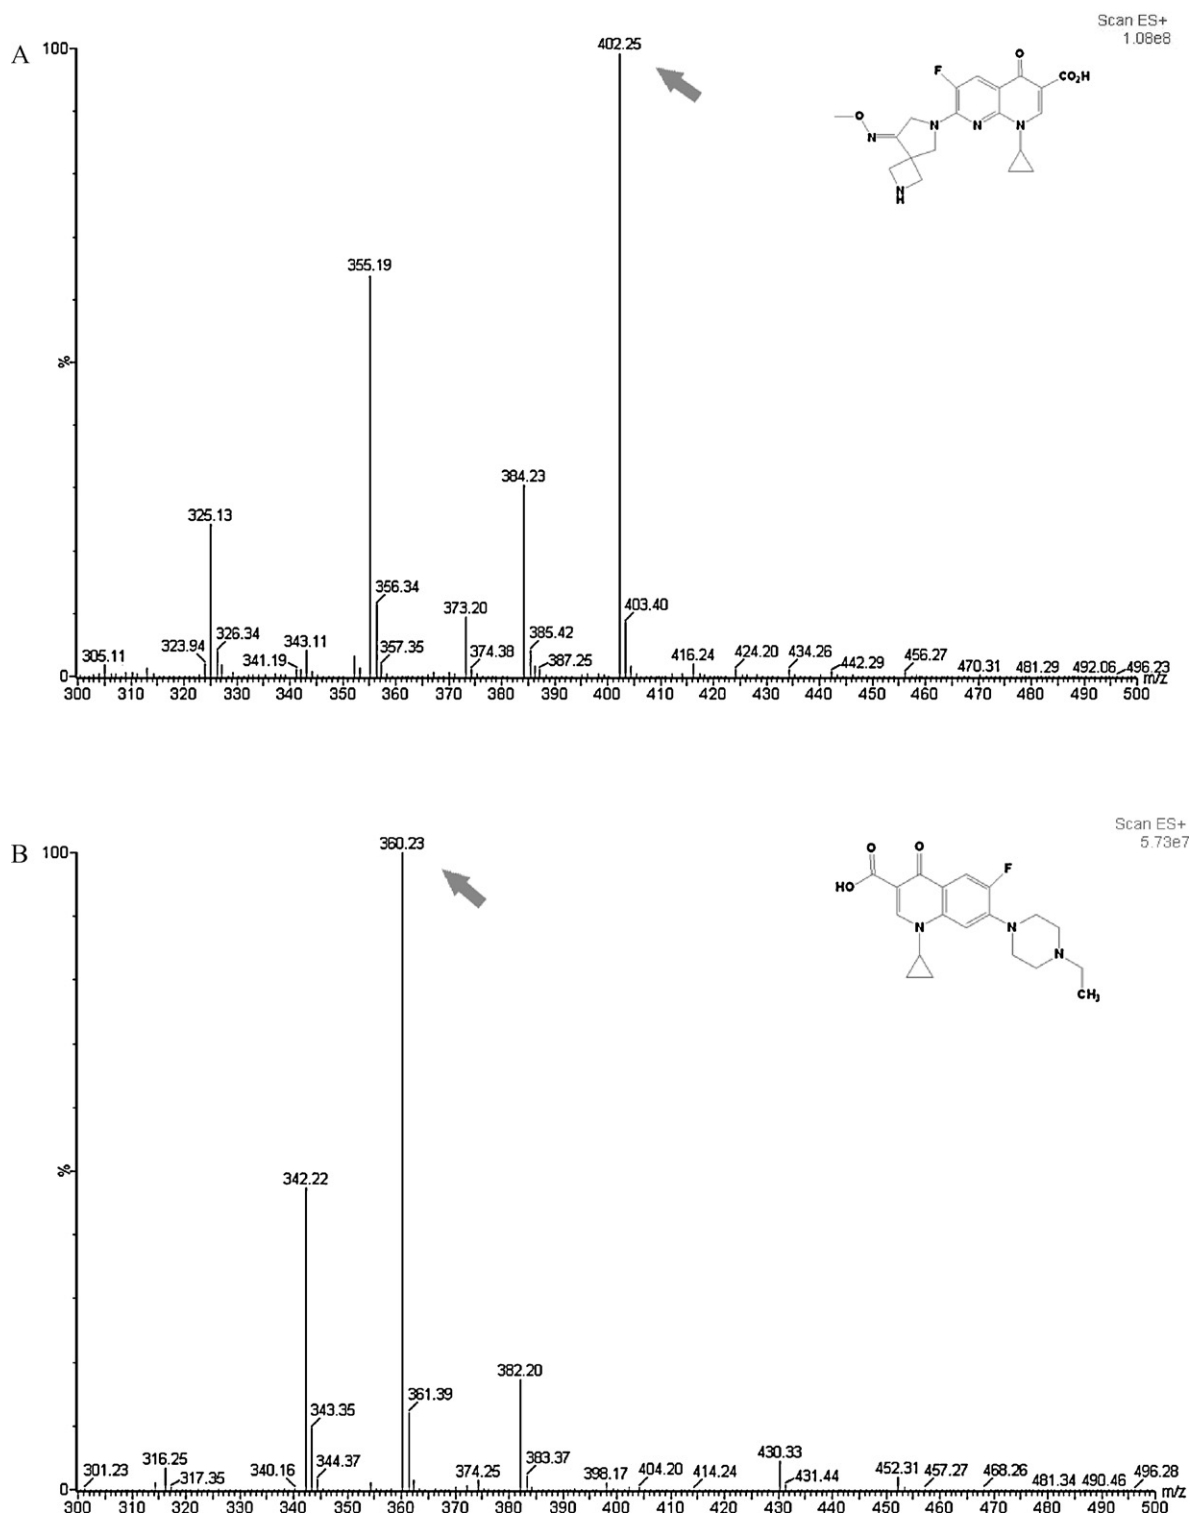 A
Scan ES+
1.08e8
100
%
0
402.25
355.19
384.23
325.13
356.34
373.20
403.40
323.94
326.34
343.11
357.35
385.42
305.11
341.19
374.38
387.25
416.24
424.20
434.26
442.29
456.27
470.31
481.29
492.06
496.23
m/z
300 310 320 330 340 350 360 370 380 390 400 410 420 430 440 450 460 470 480 490 500
O
F
CO₂H
O
N
N
N
N
N
H
B
Scan ES+
5.73e7
100
%
0
360.23
342.22
382.20
361.39
343.35
430.33
316.25
383.37
301.23
317.35
340.16
344.37
374.25
398.17
404.20
414.24
431.44
452.31
457.27
468.26
481.34
490.46
496.28
m/z
300 310 320 330 340 350 360 370 380 390 400 410 420 430 440 450 460 470 480 490 500
O
O
F
HO
N
N
N
CH₃